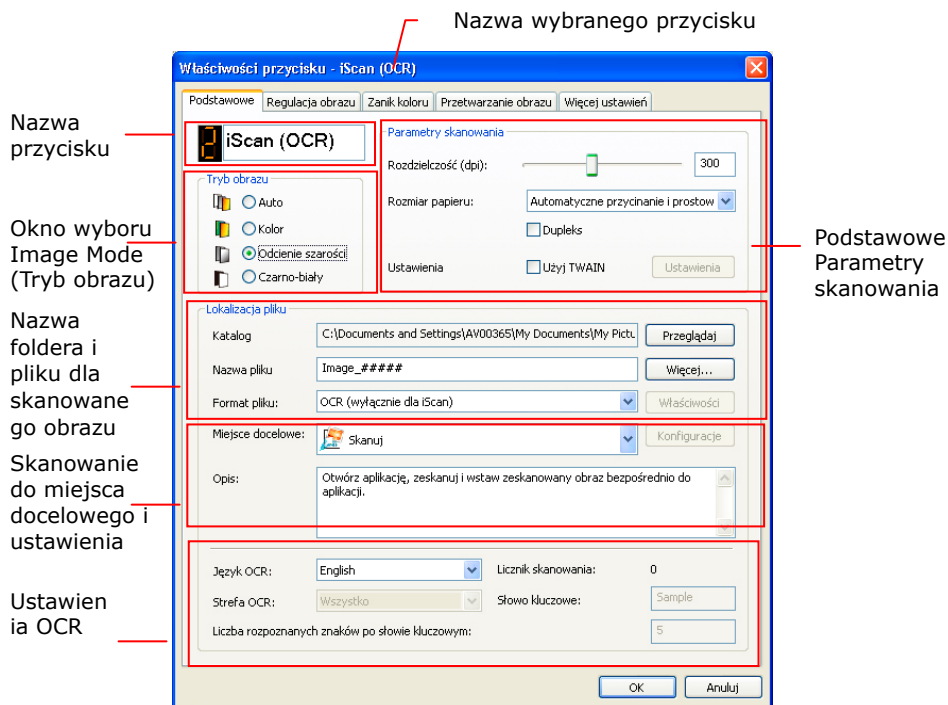 Nazwa wybranego przycisku
Właściwości przycisku - iScan (OCR)
Podstawowe Regulacja obrazu Zanik koloru Przetwarzanie obrazu Więcej ustawień
Nazwa
przycisku
2 iScan (OCR)
Parametry skanowania
Rozdzielczość (dpi): 300
Rozmiar papieru: Automatyczne przycinanie i prostow
Dupleks
Ustawienia Użyj TWAIN Ustawienia
Okno wyboru
Image Mode
(Tryb obrazu)
Tryb obrazu
Auto
Kolor
Odcienie szarości
Czarno-biały
Podstawowe
Parametry
skanowania
Nazwa
foldera i
pliku dla
skanowane
go obrazu
Lokalizacja pliku
Katalog C:\Documents and Settings\AV00365\My Documents\My Pictu Przeglądaj
Nazwa pliku Image_##### Więcej...
Format pliku: OCR (wyłącznie dla iScan) Właściwości
Skanowanie
do miejsca
docelowego i
ustawienia
Miejsce docelowe: Skanuj Konfiguracje
Opis: Otwórz aplikację, zeskanuj i wstaw zeskanowany obraz bezpośrednio do
aplikacji.
Ustawien
ia OCR
Język OCR: English Licznik skanowania: 0
Strefa OCR: Wszystko Słowo kluczowe: Sample
Liczba rozpoznanych znaków po słowie kluczowym: 5
OK Anuluj